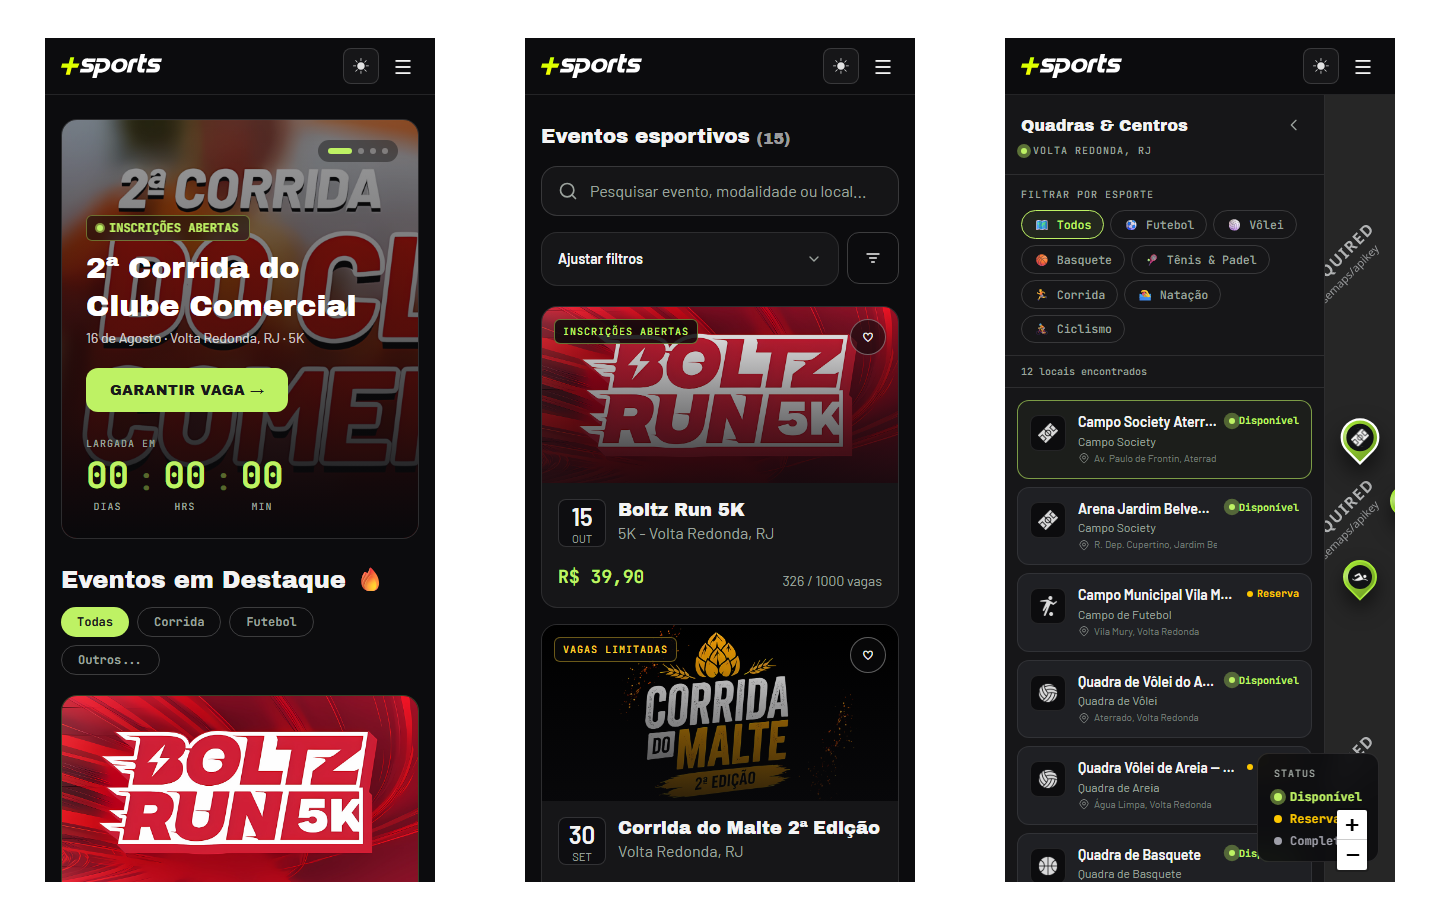 +sports
2ª CORRIDA
INSCRIÇÕES ABERTAS
2ª Corrida do
Clube Comercial
16 de Agosto · Volta Redonda, RJ · 5K
GARANTIR VAGA →
LARGADA EM
00 : 00 : 00
DIAS HRS MIN
Eventos em Destaque 🔥
Todas Corrida Futebol
Outros...
BOLTZ
RUN 5K
+sports
Eventos esportivos (15)
Pesquisar evento, modalidade ou local...
Ajustar filtros
INSCRIÇÕES ABERTAS
BOLTZ
RUN 5K
15
OUT
Boltz Run 5K
5K - Volta Redonda, RJ
R$ 39,90
326 / 1000 vagas
VAGAS LIMITADAS
CORRIDA
DO MALTE
2ª EDIÇÃO
30
SET
Corrida do Malte 2ª Edição
Volta Redonda, RJ
+sports
Quadras & Centros
VOLTA REDONDA, RJ
FILTRAR POR ESPORTE
Todos Futebol Vôlei
Basquete Tênis & Padel
Corrida Natação
Ciclismo
12 locais encontrados
Campo Society Aterr... Disponível
Campo Society
Av. Paulo de Frontin, Aterrad
Arena Jardim Belve... Disponível
Campo Society
R. Dep. Cupertino, Jardim Be
Campo Municipal Vila M... Reserva
Campo de Futebol
Vila Mury, Volta Redonda
Quadra de Vôlei do A... Disponível
Quadra de Vôlei
Aterrado, Volta Redonda
Quadra Vôlei de Areia – ...
Quadra de Areia
Água Limpa, Volta Redonda
Quadra de Basquete
Quadra de Basquete
STATUS
Disponível
Reserva
Complet
+
−